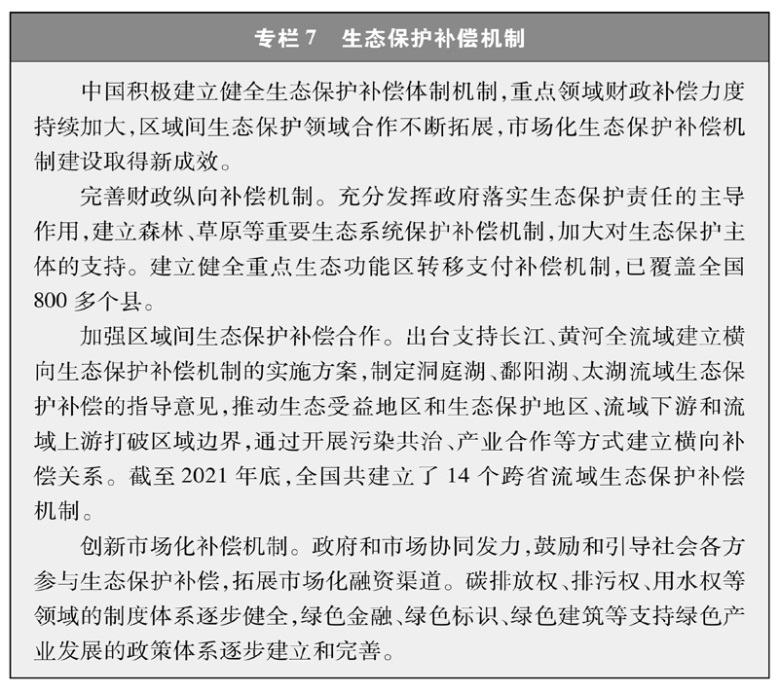 专栏7 生态保护补偿机制
中国积极建立健全生态保护补偿体制机制，重点领域财政补偿力度
持续加大，区域间生态保护领域合作不断拓展，市场化生态保护补偿机
制建设取得新成效。
完善财政纵向补偿机制。充分发挥政府落实生态保护责任的主导
作用，建立森林、草原等重要生态系统保护补偿机制，加大对生态保护主
体的支持。建立健全重点生态功能区转移支付补偿机制，已覆盖全国
800多个县。
加强区域间生态保护补偿合作。出台支持长江、黄河全流域建立横
向生态保护补偿机制的实施方案，制定洞庭湖、鄱阳湖、太湖流域生态保
护补偿的指导意见，推动生态受益地区和生态保护地区、流域下游和流
域上游打破区域边界，通过开展污染共治、产业合作等方式建立横向补
偿关系。截至2021年底，全国共建立了14个跨省流域生态保护补偿
机制。
创新市场化补偿机制。政府和市场协同发力，鼓励和引导社会各方
参与生态保护补偿，拓展市场化融资渠道。碳排放权、排污权、用水权等
领域的制度体系逐步健全，绿色金融、绿色标识、绿色建筑等支持绿色产
业发展的政策体系逐步建立和完善。